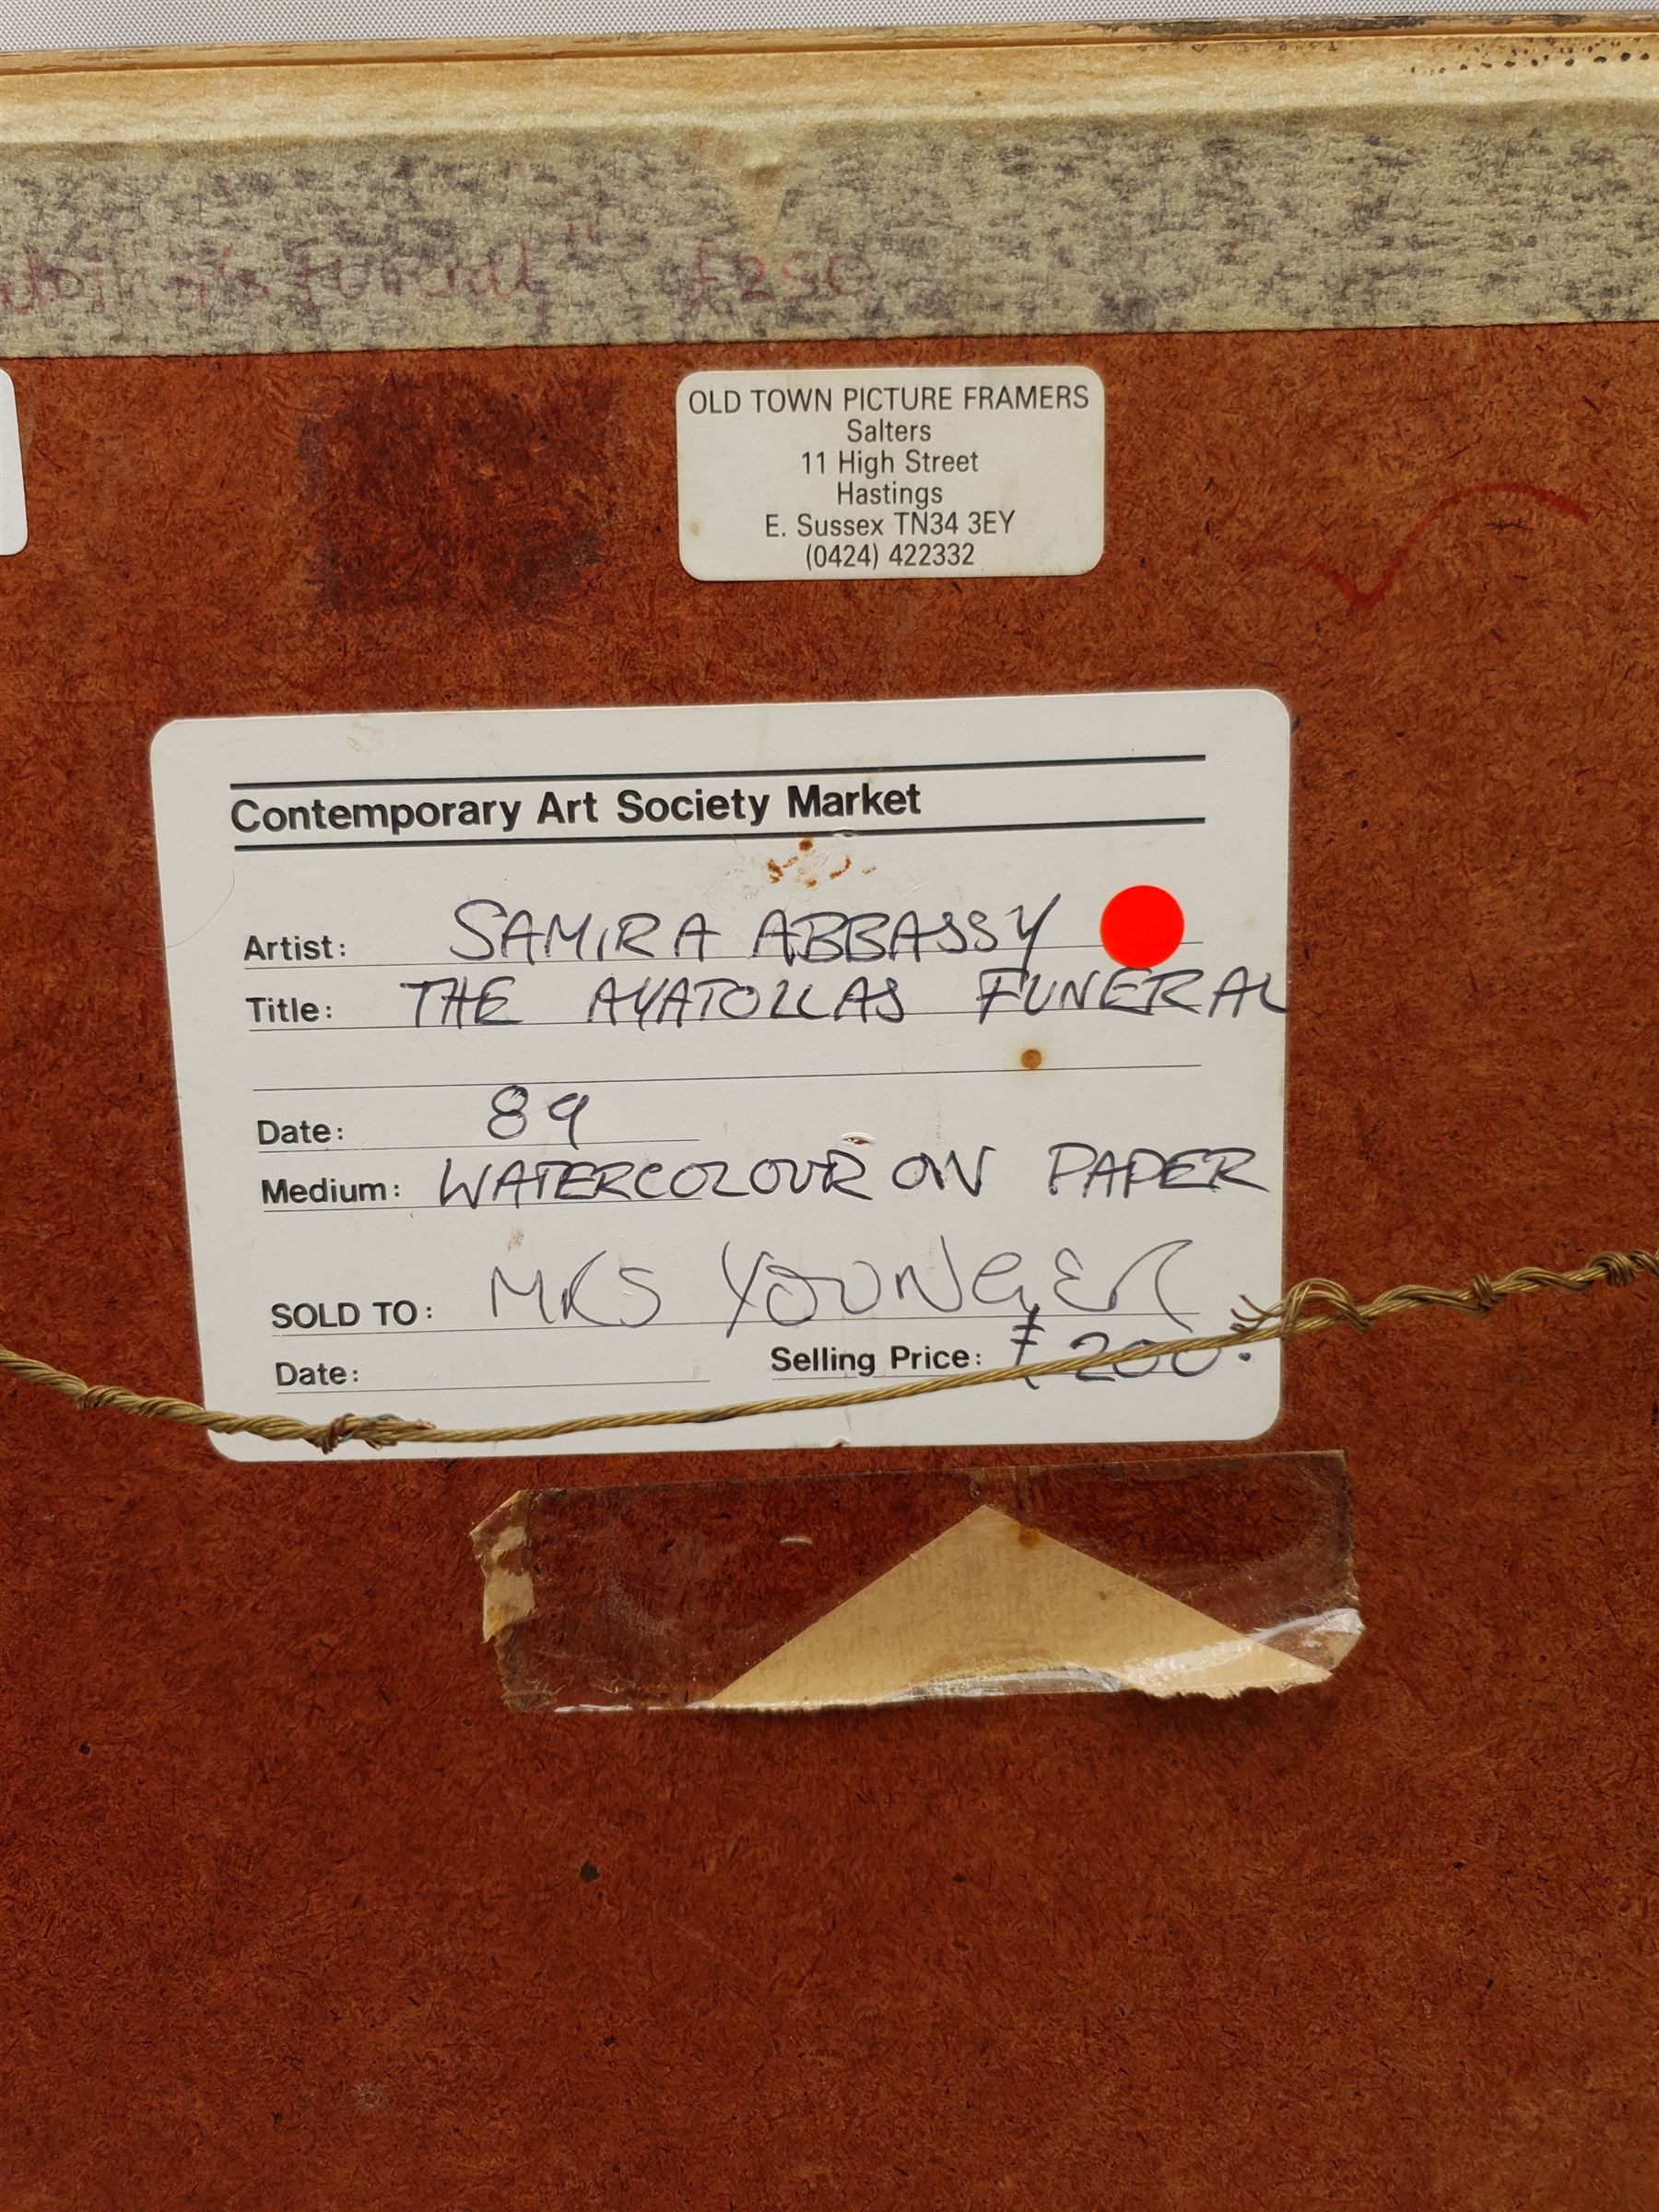 Funeral" £250
OLD TOWN PICTURE FRAMERS
Salters
11 High Street
Hastings
E. Sussex TN34 3EY
(0424) 422332
Contemporary Art Society Market
Artist: SAMIRA ABBASSY
Title: THE AYATOLLAS FUNERAL
Date: 89
Medium: WATERCOLOUR ON PAPER
SOLD TO: MRS YOUNGER
Date: Selling Price: £200.